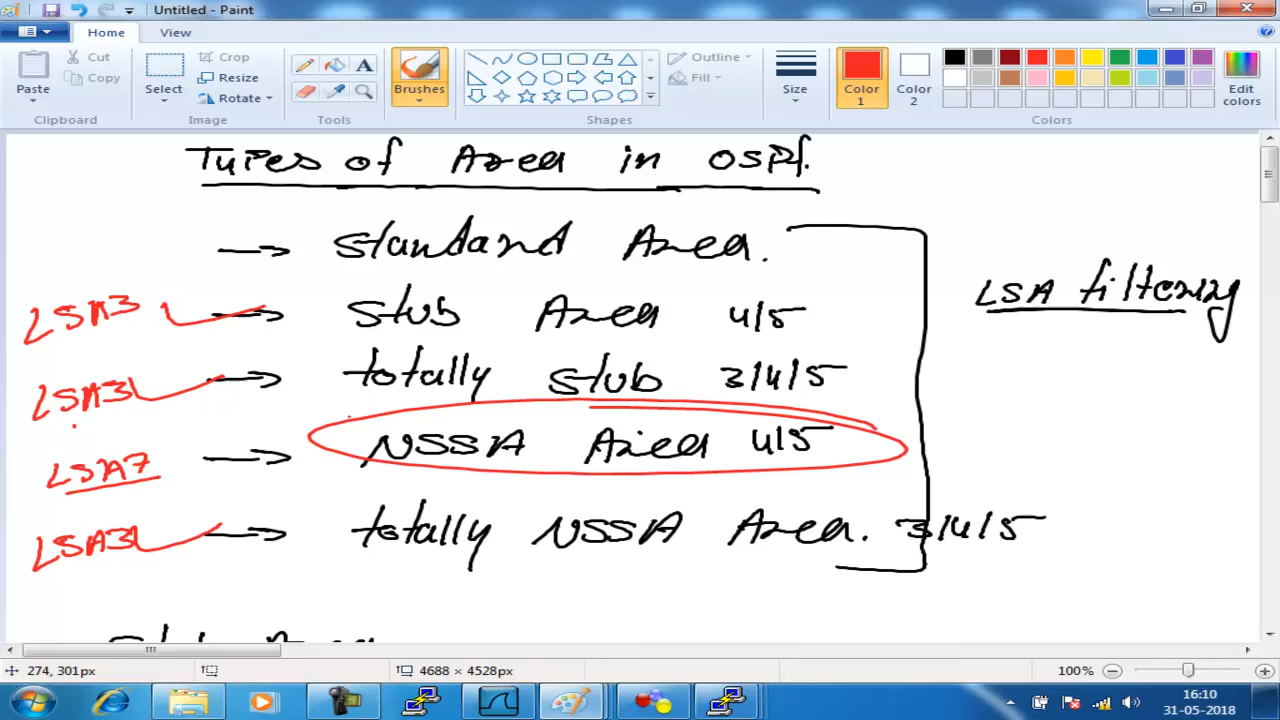 Untitled - Paint
Home View
Paste
Cut
Copy
Clipboard
Select
Crop
Resize
Rotate
Image
Tools
Brushes
Shapes
Outline
Fill
Size
Color 1
Color 2
Edit colors
Colors
Types of Area in OSPf.
→ Standard Area.
LSA3 → Stub Area 4/5
LSA3 → totally stub 3/4/5
LSA7 → NSSA Area 4/5
LSA3 → totally NSSA Area. 3/4/5
LSA filtering
Stub Area
274, 301px
4688 × 4528px
100%
16:10
31-05-2018